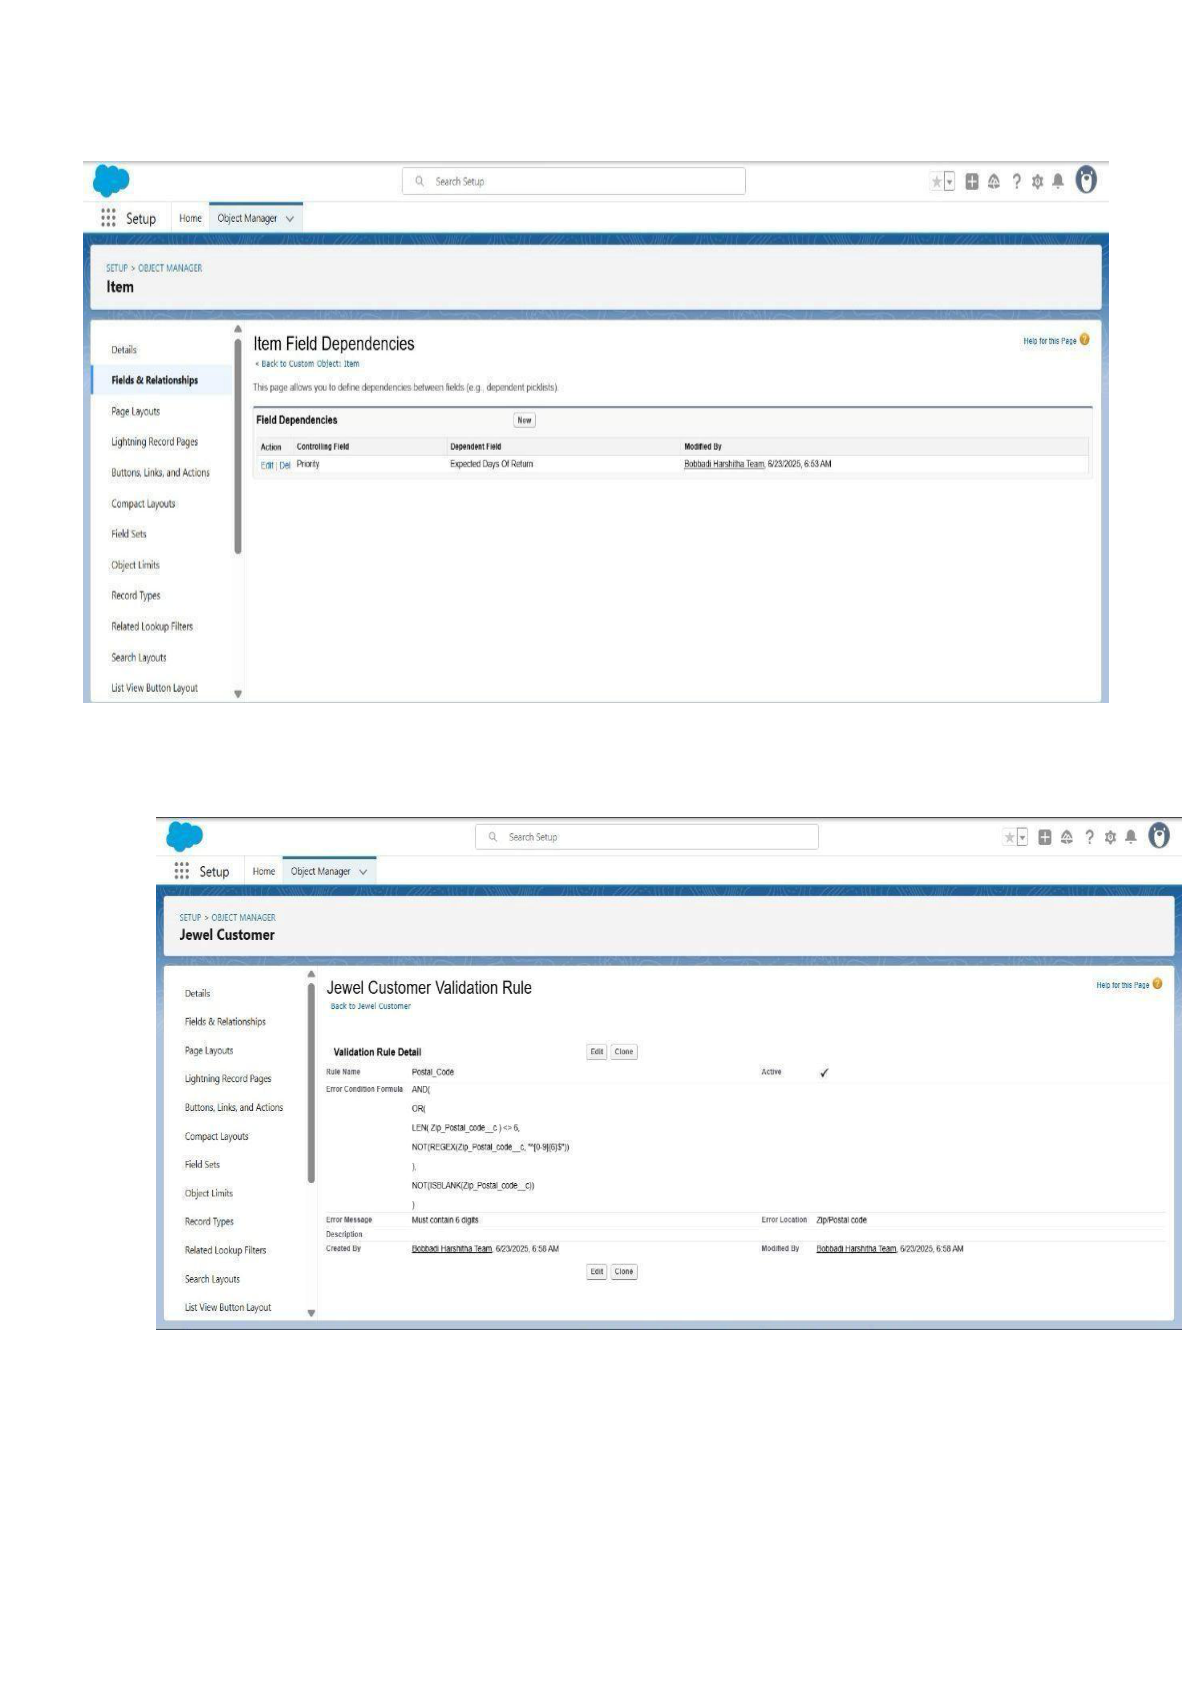 Search Setup
Setup Home Object Manager
SETUP > OBJECT MANAGER
Item
Details
Fields & Relationships
Page Layouts
Lightning Record Pages
Buttons, Links, and Actions
Compact Layouts
Field Sets
Object Limits
Record Types
Related Lookup Filters
Search Layouts
List View Button Layout
Item Field Dependencies
Help for this Page ?
< Back to Custom Object: Item
This page allows you to define dependencies between fields (e.g., dependent picklists).
Field Dependencies New
Action Controlling Field Dependent Field Modified By
Edit | Del Priority Expected Days Of Return Bobbadi Harshitha Team, 6/23/2025, 6:53 AM
Search Setup
Setup Home Object Manager
SETUP > OBJECT MANAGER
Jewel Customer
Details
Fields & Relationships
Page Layouts
Lightning Record Pages
Buttons, Links, and Actions
Compact Layouts
Field Sets
Object Limits
Record Types
Related Lookup Filters
Search Layouts
List View Button Layout
Jewel Customer Validation Rule
Help for this Page ?
Back to Jewel Customer
Validation Rule Detail Edit Clone
Rule Name Postal_Code Active ✓
Error Condition Formula AND(
OR(
LEN( Zip_Postal_code__c ) <> 6,
NOT(REGEX(Zip_Postal_code__c, "^[0-9]{6}$"))
),
NOT(ISBLANK(Zip_Postal_code__c))
)
Error Message Must contain 6 digits Error Location Zip/Postal code
Description
Created By Bobbadi Harshitha Team, 6/23/2025, 6:58 AM Modified By Bobbadi Harshitha Team, 6/23/2025, 6:58 AM
Edit Clone